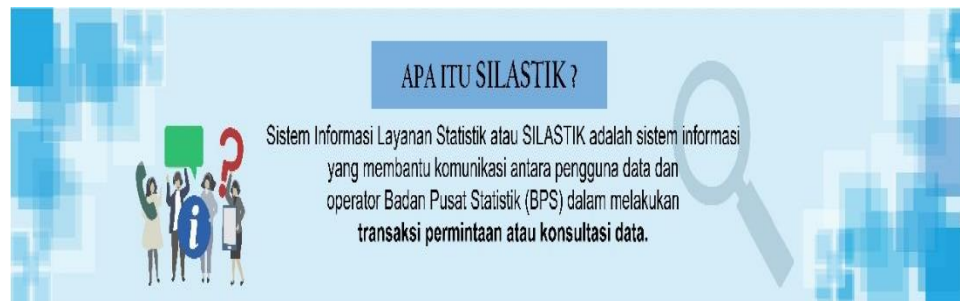 APA ITU SILASTIK ?
Sistem Informasi Layanan Statistik atau SILASTIK adalah sistem informasi
yang membantu komunikasi antara pengguna data dan
operator Badan Pusat Statistik (BPS) dalam melakukan
transaksi permintaan atau konsultasi data.